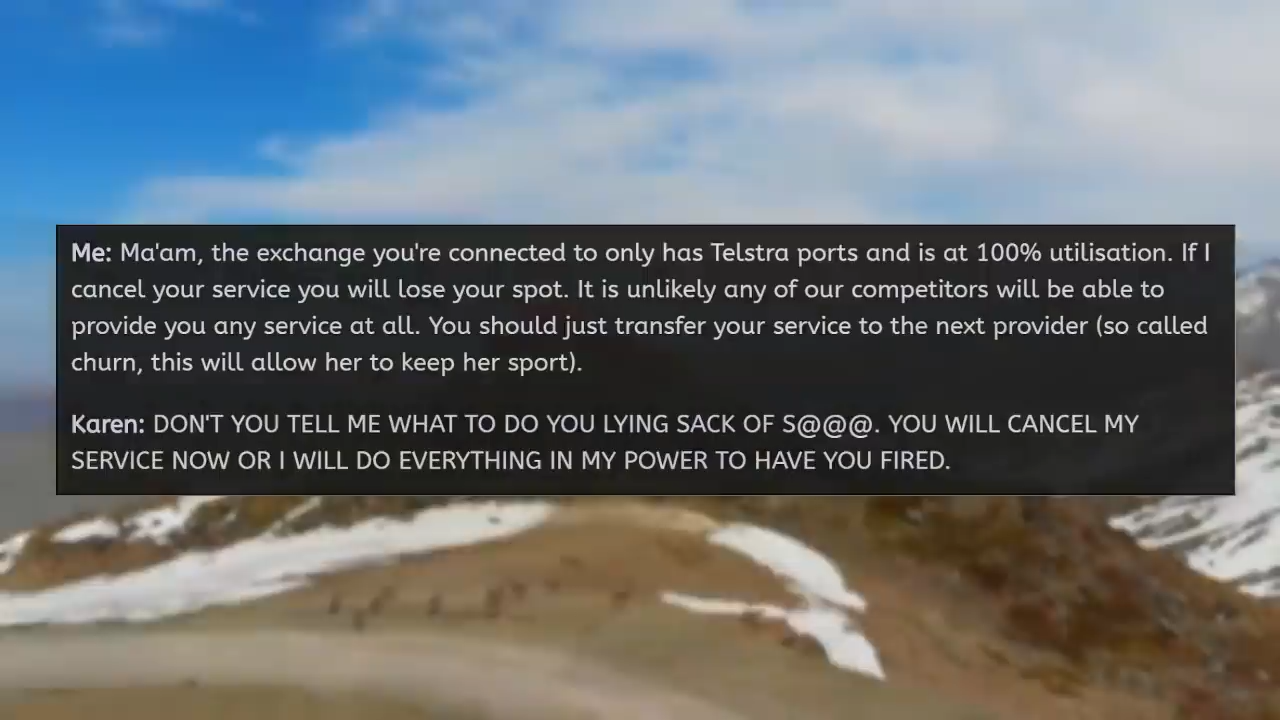 Me: Ma'am, the exchange you're connected to only has Telstra ports and is at 100% utilisation. If I
cancel your service you will lose your spot. It is unlikely any of our competitors will be able to
provide you any service at all. You should just transfer your service to the next provider (so called
churn, this will allow her to keep her sport).
Karen: DON'T YOU TELL ME WHAT TO DO YOU LYING SACK OF S@@@. YOU WILL CANCEL MY
SERVICE NOW OR I WILL DO EVERYTHING IN MY POWER TO HAVE YOU FIRED.